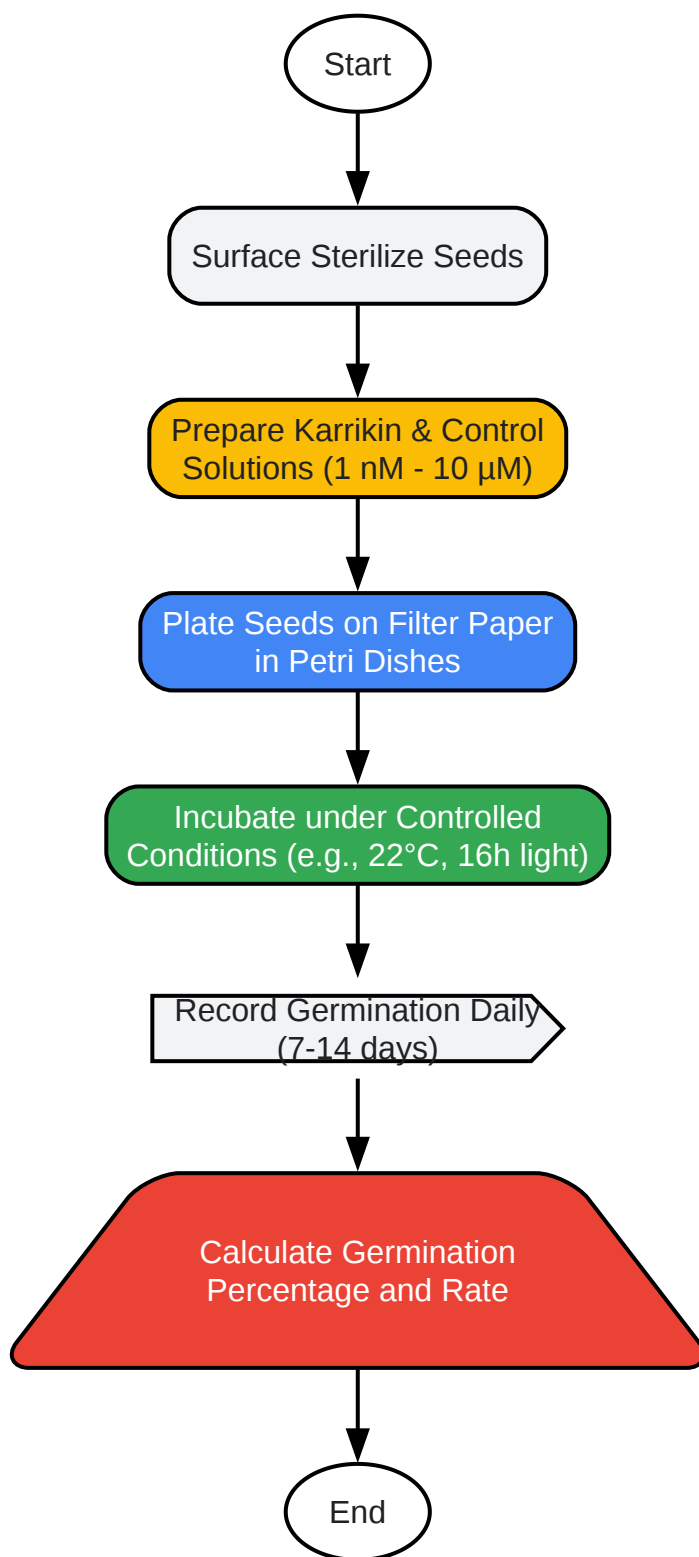 Start
Surface Sterilize Seeds
Prepare Karrikin & Control
Solutions (1 nM - 10 µM)
Plate Seeds on Filter Paper
in Petri Dishes
Incubate under Controlled
Conditions (e.g., 22°C, 16h light)
Record Germination Daily
(7-14 days)
Calculate Germination
Percentage and Rate
End